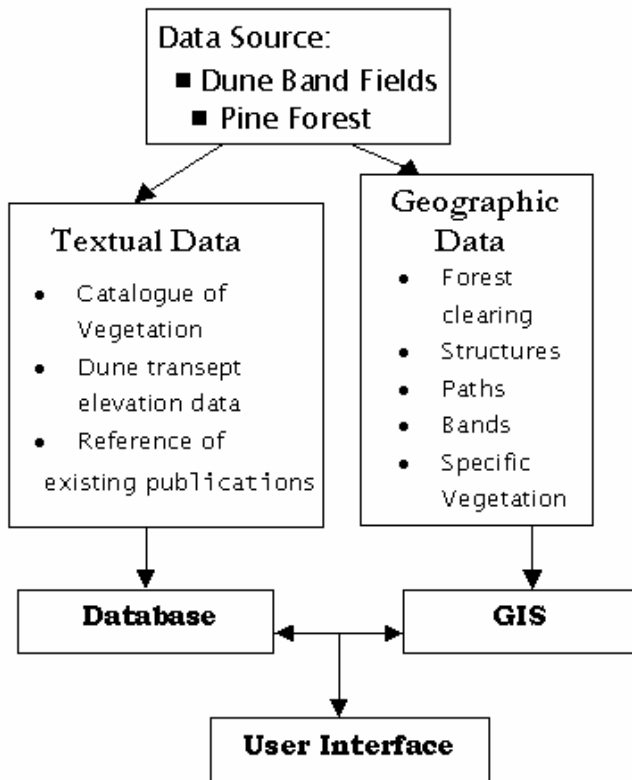 Data Source:
■ Dune Band Fields
■ Pine Forest
Textual Data
• Catalogue of
Vegetation
• Dune transept
elevation data
• Reference of
existing publications
Geographic
Data
• Forest
clearing
• Structures
• Paths
• Bands
• Specific
Vegetation
Database
GIS
User Interface